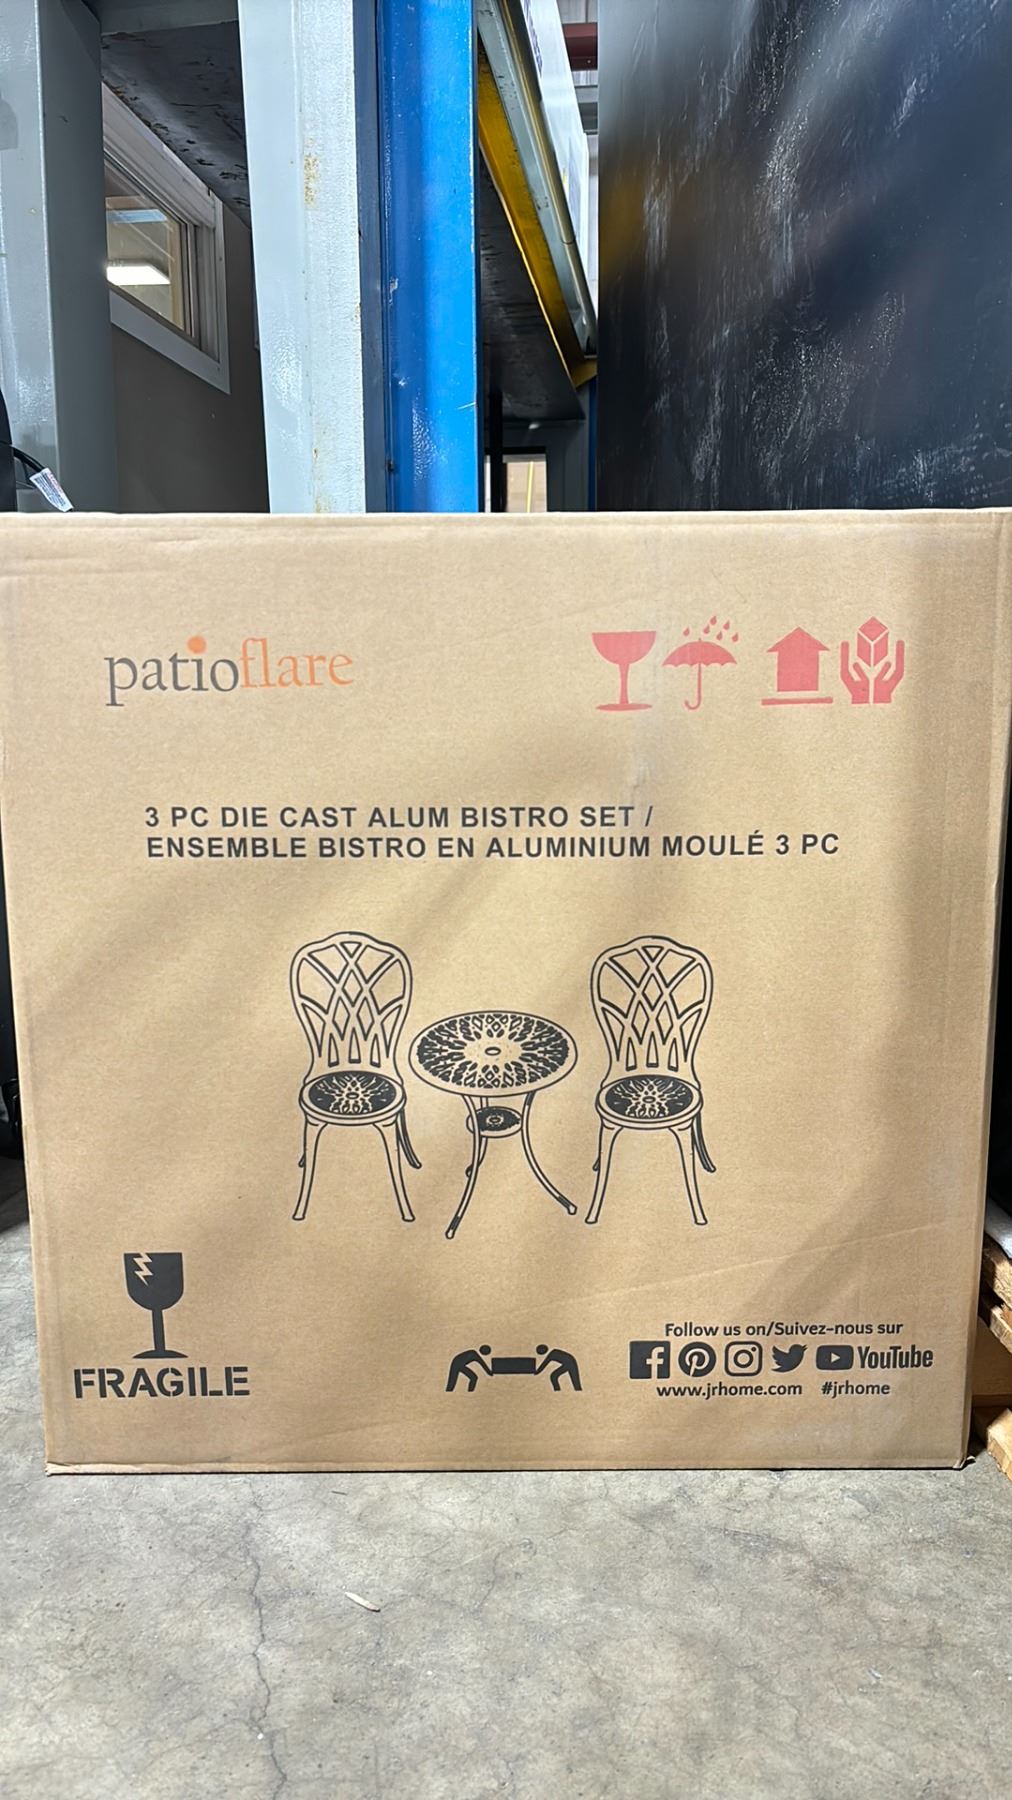 patioflare
3 PC DIE CAST ALUM BISTRO SET /
ENSEMBLE BISTRO EN ALUMINIUM MOULÉ 3 PC
FRAGILE
Follow us on/Suivez-nous sur
YouTube
www.jrhome.com #jrhome